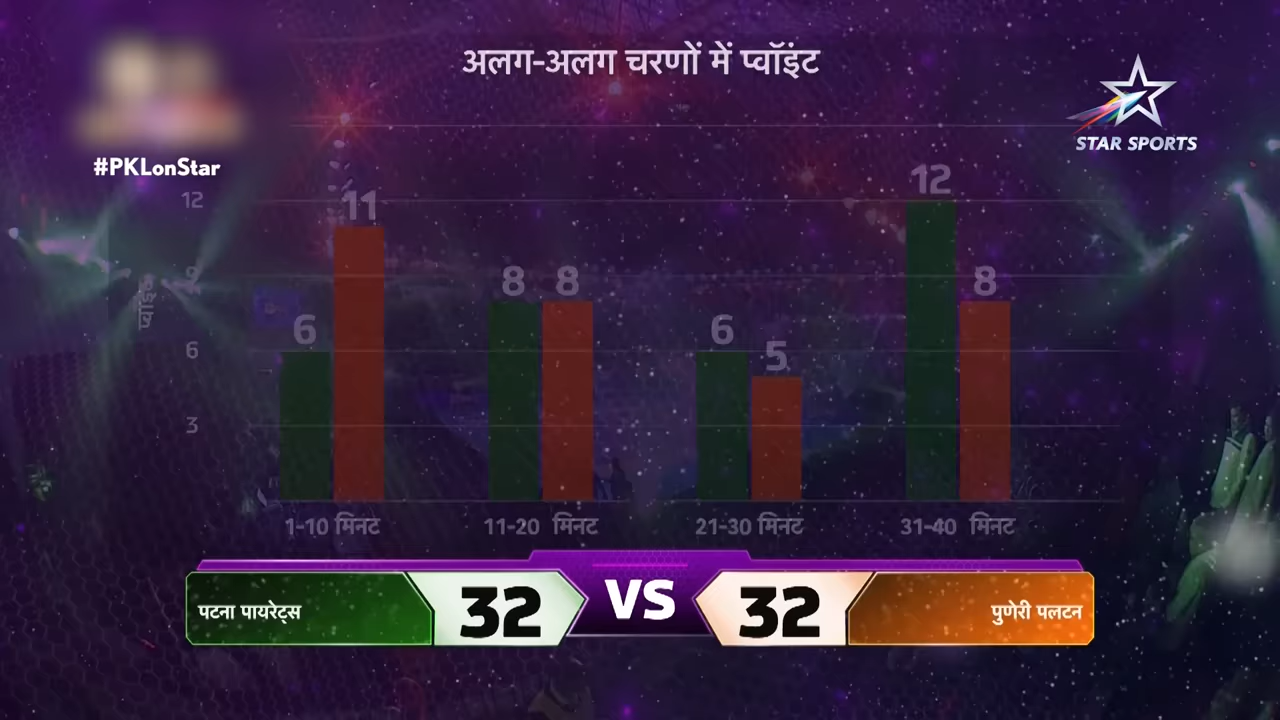 अलग-अलग चरणों में प्वॉइंट
#PKLonStar
STAR SPORTS
प्वॉइंट
12
9
6
3
6
11
8
8
6
5
12
8
1-10 मिनट
11-20 मिनट
21-30 मिनट
31-40 मिनट
पटना पायरेट्स
32
VS
32
पुणेरी पलटन